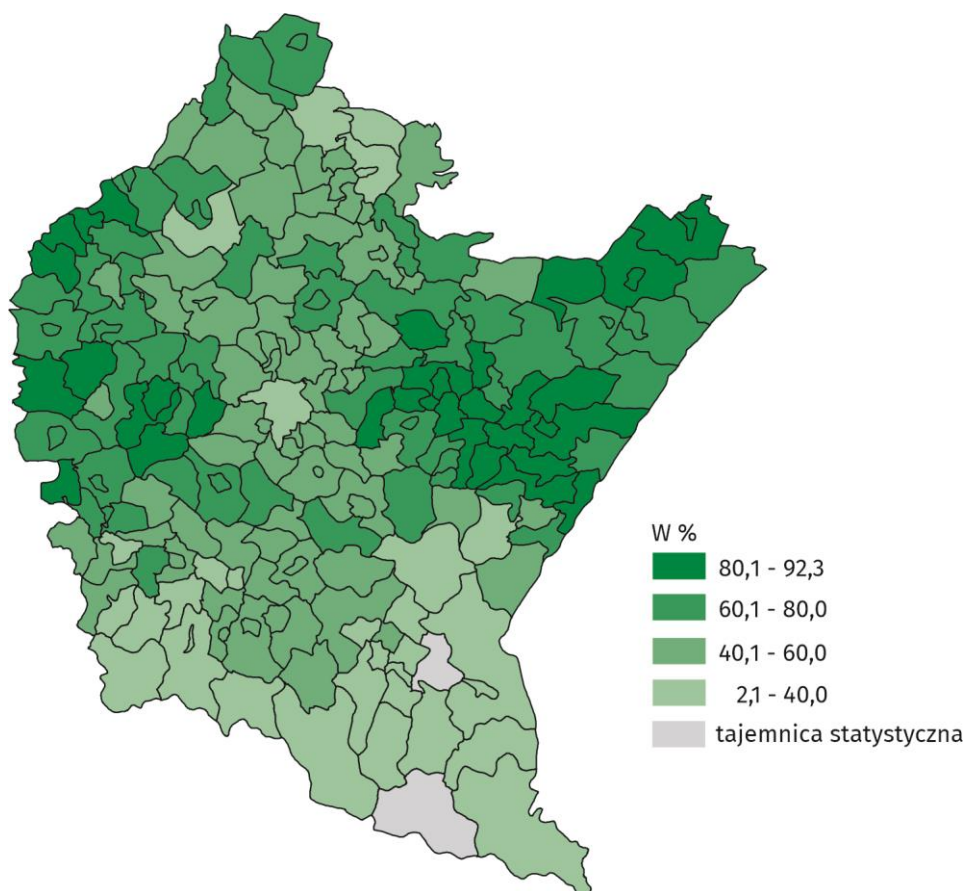 W %
80,1 - 92,3
60,1 - 80,0
40,1 - 60,0
2,1 - 40,0
tajemnica statystyczna